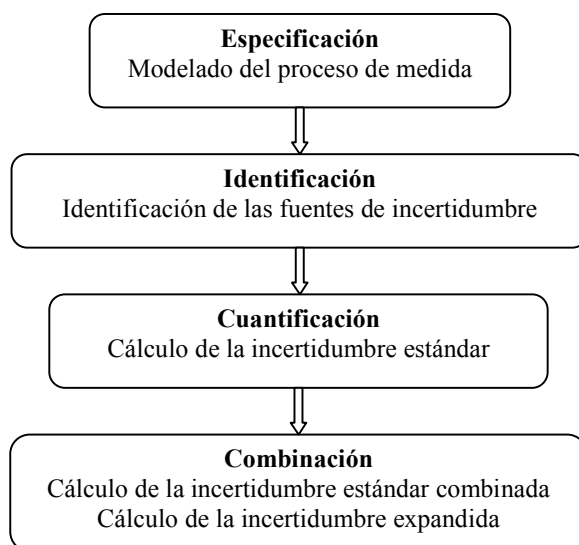 Especificación
Modelado del proceso de medida
Identificación
Identificación de las fuentes de incertidumbre
Cuantificación
Cálculo de la incertidumbre estándar
Combinación
Cálculo de la incertidumbre estándar combinada
Cálculo de la incertidumbre expandida